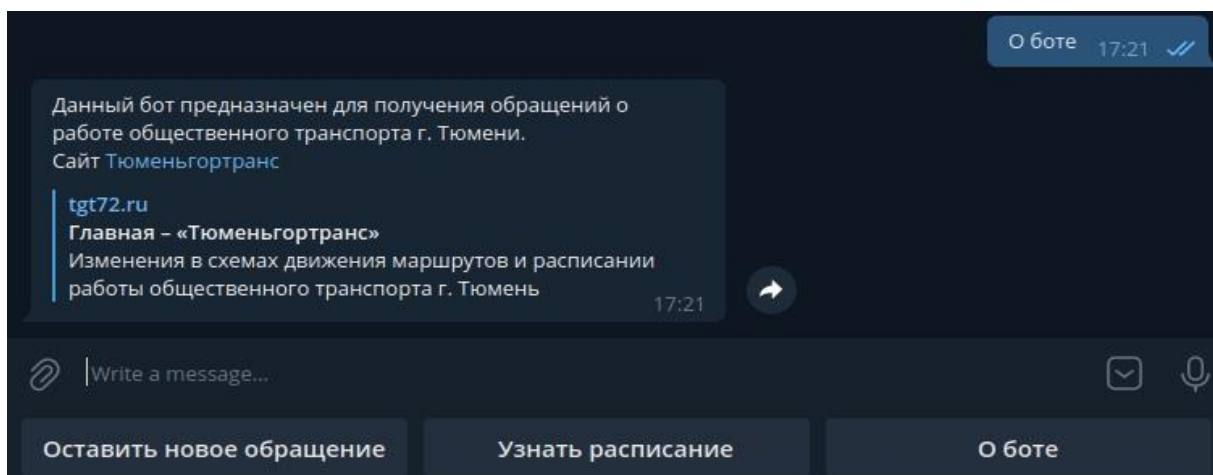 О боте 17:21
Данный бот предназначен для получения обращений о
работе общественного транспорта г. Тюмени.
Сайт Тюменьгортранс
tgt72.ru
Главная – «Тюменьгортранс»
Изменения в схемах движения маршрутов и расписании
работы общественного транспорта г. Тюмень
17:21
Write a message...
Оставить новое обращение
Узнать расписание
О боте